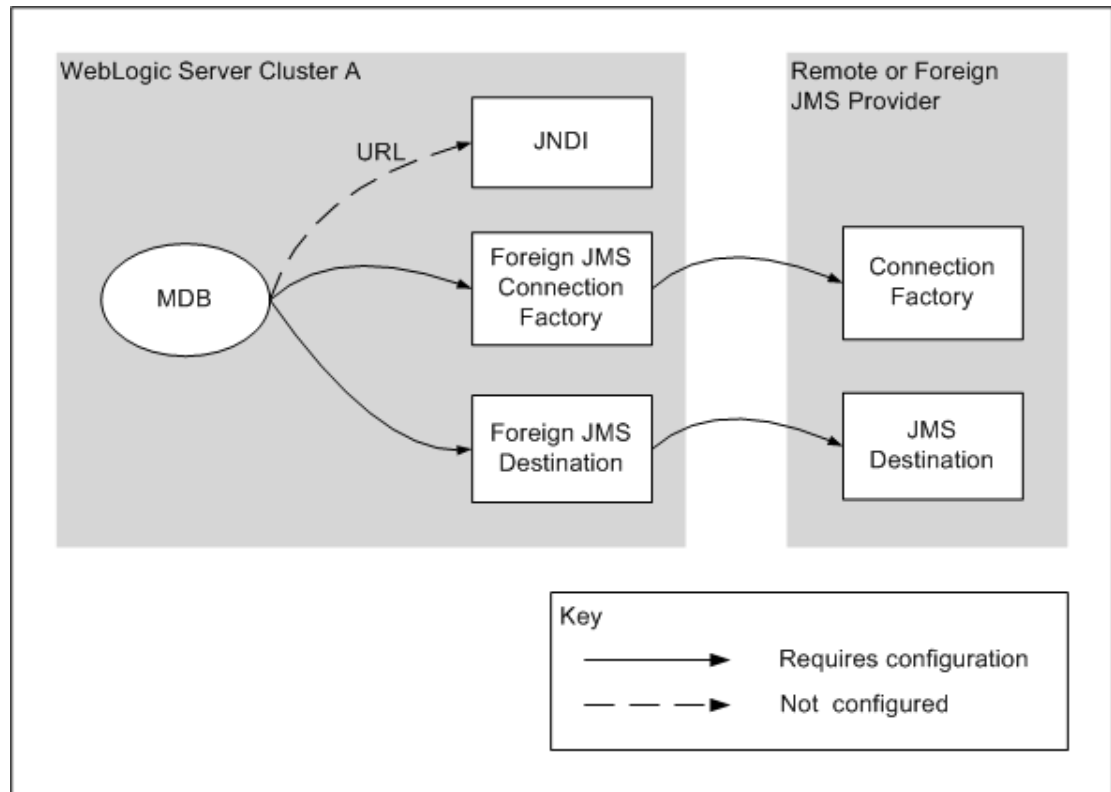 WebLogic Server Cluster A
Remote or Foreign
JMS Provider
URL
JNDI
MDB
Foreign JMS
Connection
Factory
Connection
Factory
Foreign JMS
Destination
JMS
Destination
Key
Requires configuration
Not configured